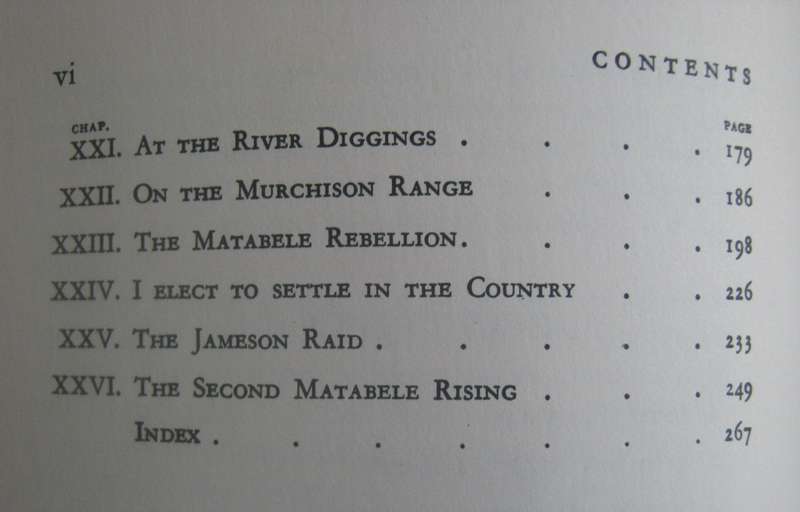 vi CONTENTS
CHAP. PAGE
XXI. At the River Diggings . . . . 179
XXII. On the Murchison Range . . . 186
XXIII. The Matabele Rebellion . . . . 198
XXIV. I elect to settle in the Country . . 226
XXV. The Jameson Raid . . . . . 233
XXVI. The Second Matabele Rising . . . 249
Index . . . . . . . 267